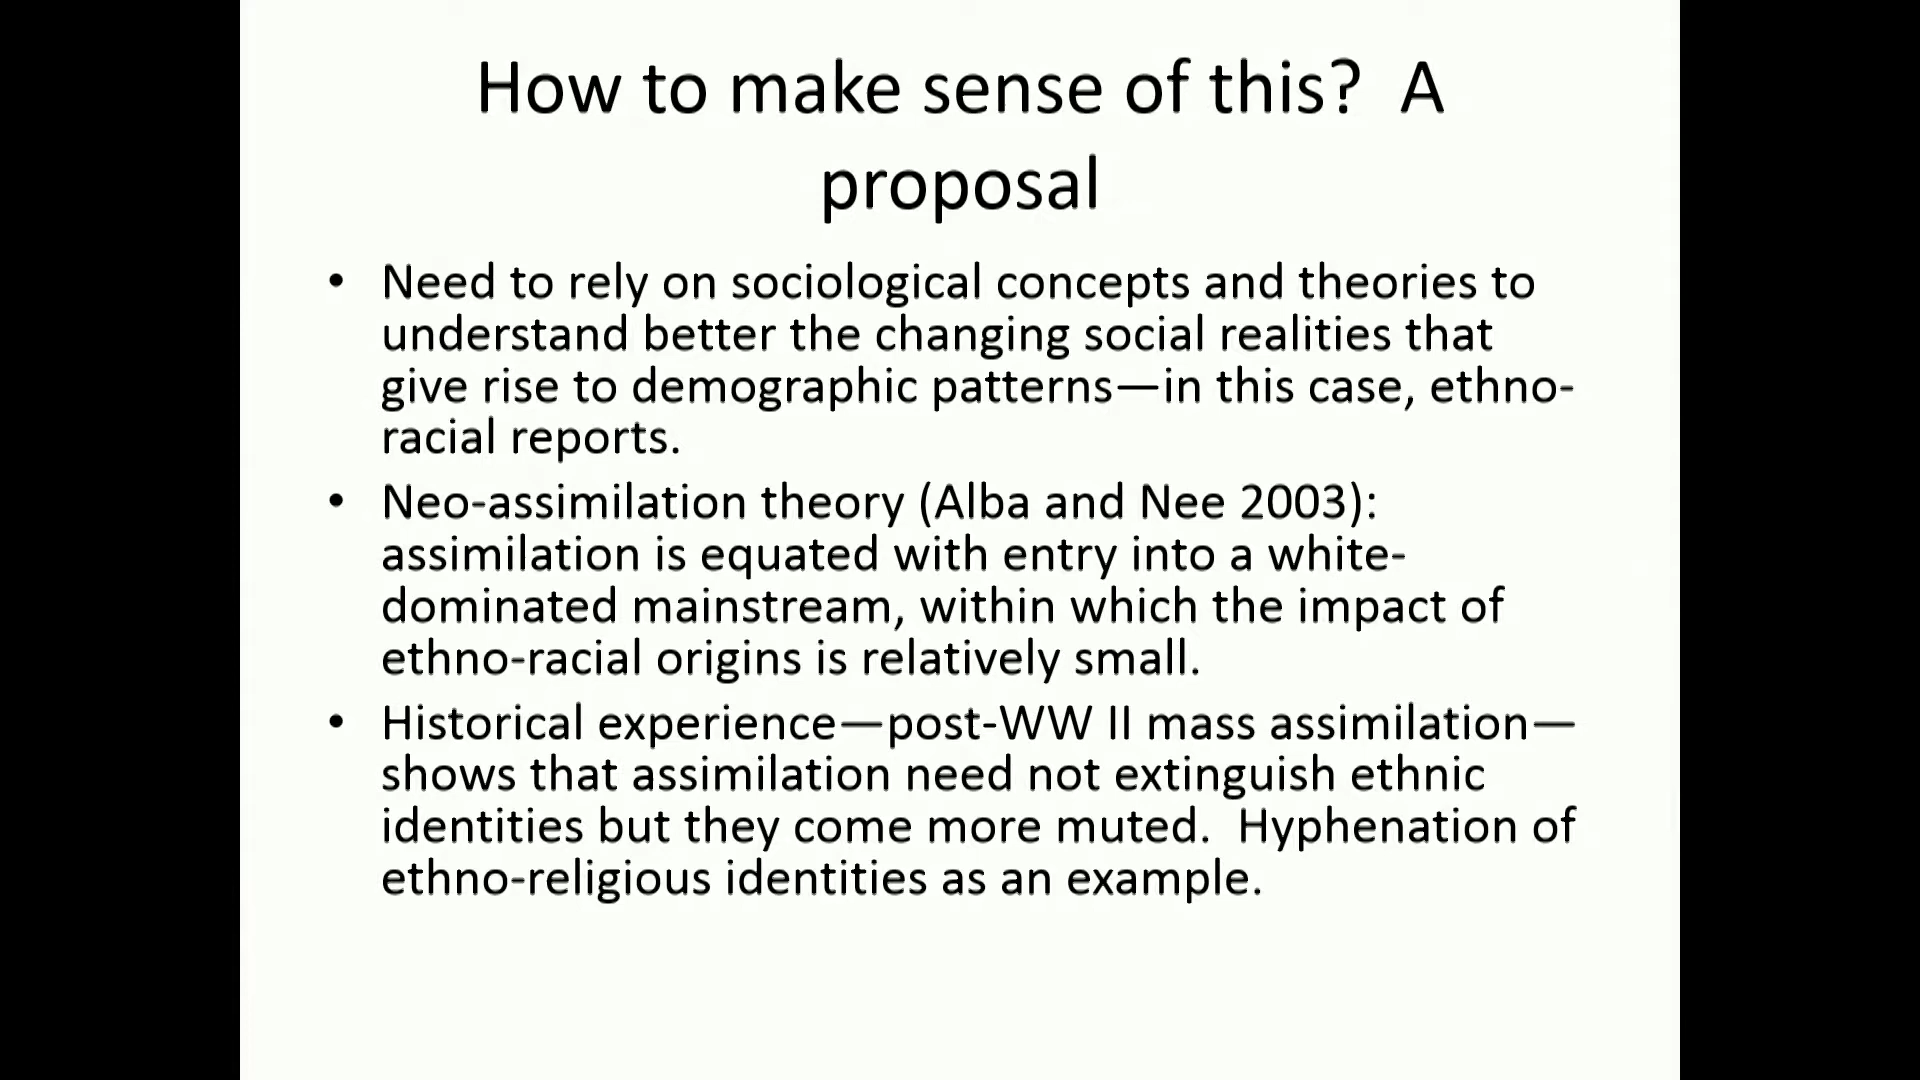 How to make sense of this?  A
proposal
• Need to rely on sociological concepts and theories to
understand better the changing social realities that
give rise to demographic patterns—in this case, ethno-
racial reports.
• Neo-assimilation theory (Alba and Nee 2003):
assimilation is equated with entry into a white-
dominated mainstream, within which the impact of
ethno-racial origins is relatively small.
• Historical experience—post-WW II mass assimilation—
shows that assimilation need not extinguish ethnic
identities but they come more muted.  Hyphenation of
ethno-religious identities as an example.